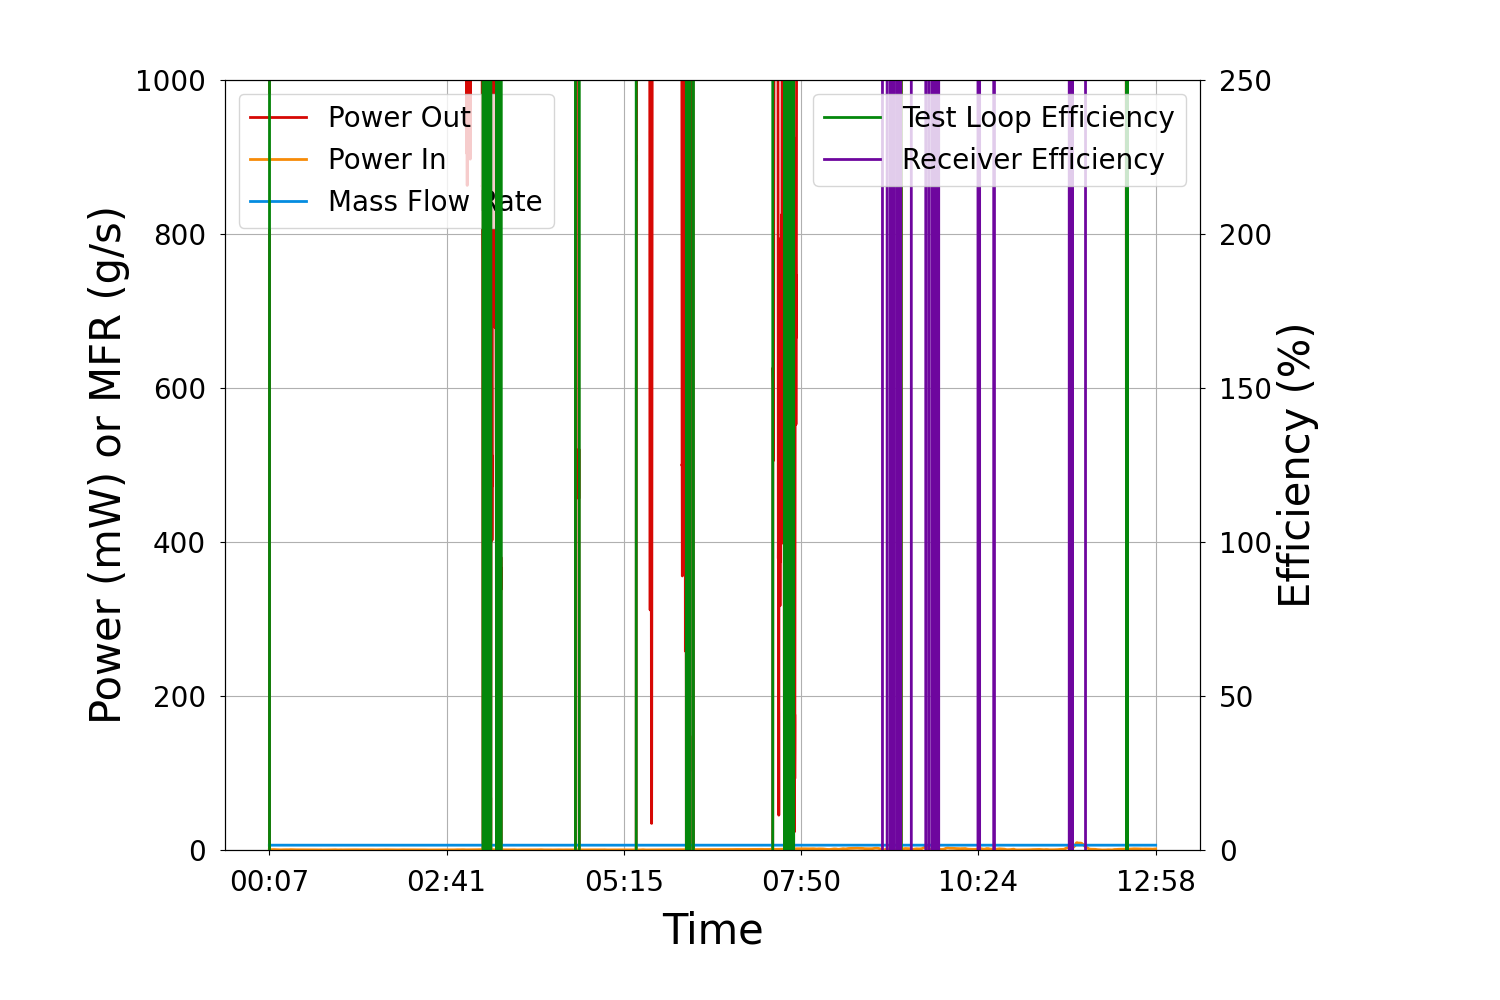 1000
800
600
400
200
0
Power (mW) or MFR (g/s)
Power Out
Power In
Mass Flow Rate
Test Loop Efficiency
Receiver Efficiency
250
200
150
100
50
0
Efficiency (%)
00:07 02:41 05:15 07:50 10:24 12:58
Time